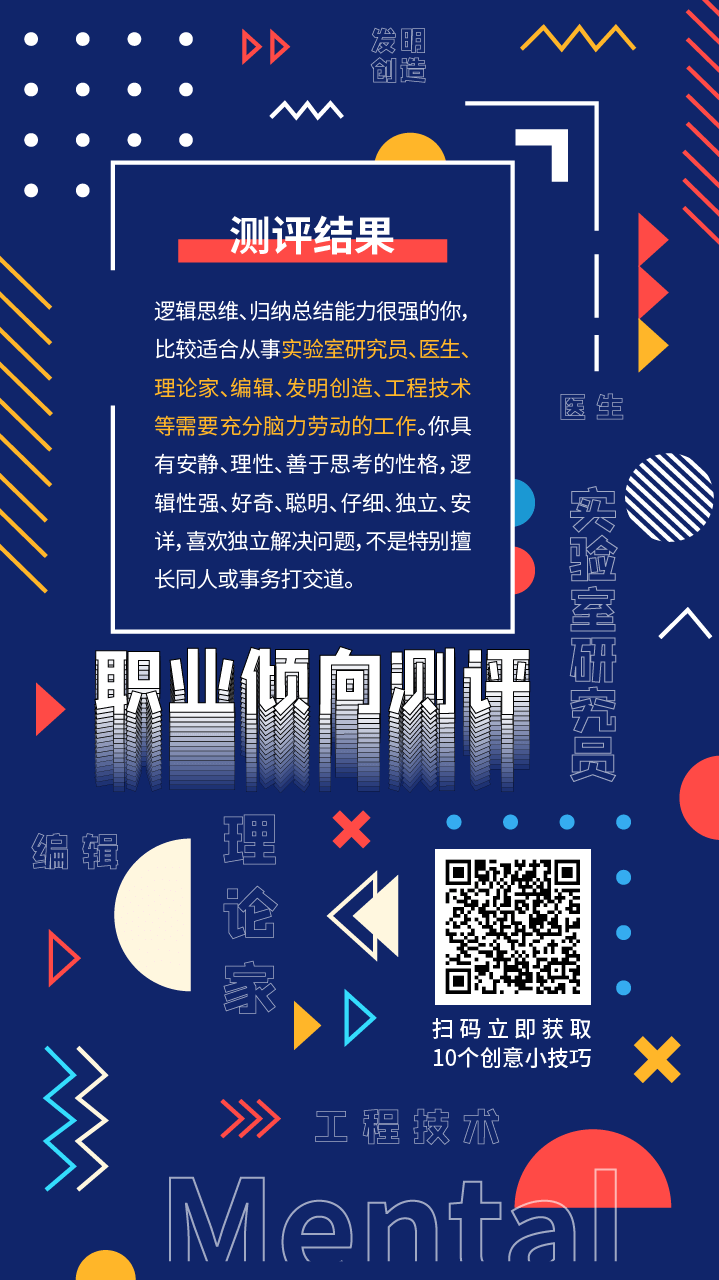 发明
创造
测评结果
逻辑思维、归纳总结能力很强的你，
比较适合从事实验室研究员、医生、
理论家、编辑、发明创造、工程技术
等需要充分脑力劳动的工作。你具
有安静、理性、善于思考的性格，逻
辑性强、好奇、聪明、仔细、独立、安
详，喜欢独立解决问题，不是特别擅
长同人或事务打交道。
医生
实验室研究员
职业倾向测评
编辑
理论家
扫码立即获取
10个创意小技巧
工程技术
Mental